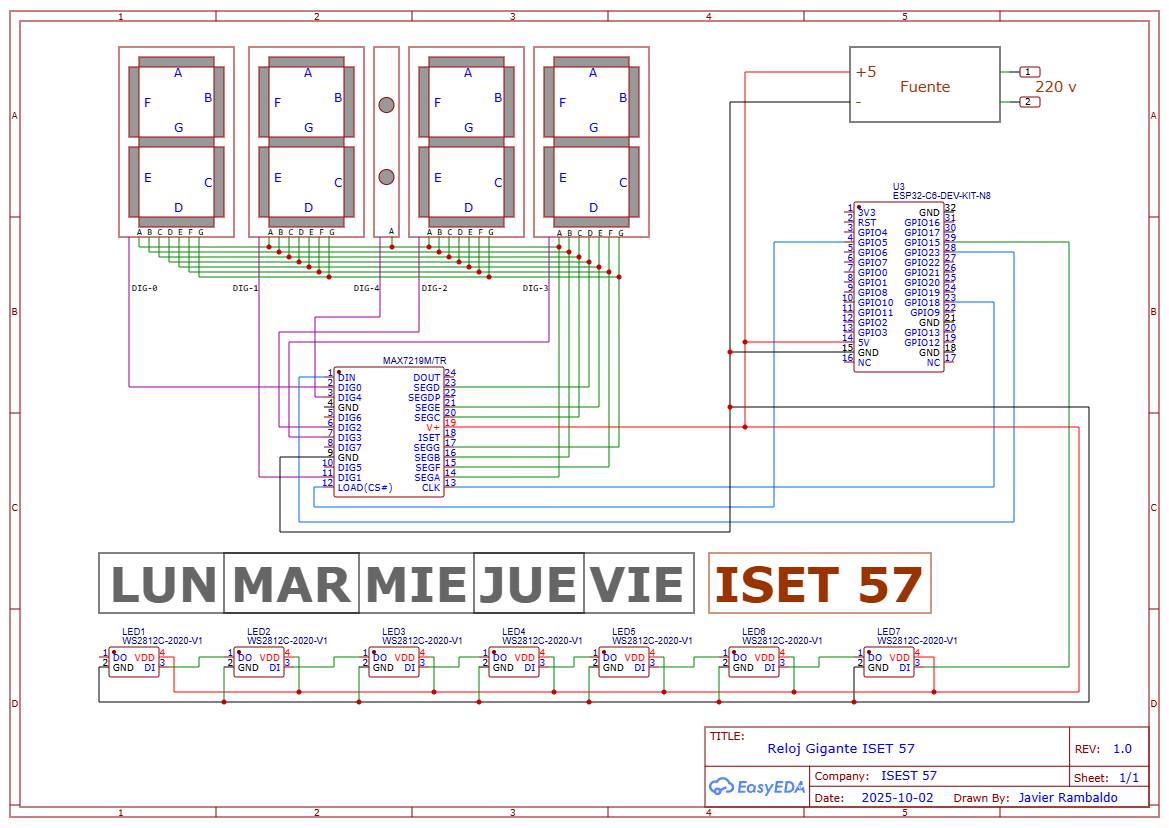 1 2 3 4 5
A
B
C
D
A
F B
G
E C
D
A B C D E F G
A
F B
G
E C
D
A B C D E F G
A
A
F B
G
E C
D
A B C D E F G
A
F B
G
E C
D
A B C D E F G
DIG-0 DIG-1 DIG-4 DIG-2 DIG-3
+5
-
Fuente
1
2
220 v
U3
ESP32-C6-DEV-KIT-N8
1 3V3 GND 32
2 RST GPIO16 31
3 GPIO4 GPIO17 30
4 GPIO5 GPIO15 29
5 GPIO6 GPIO23 28
6 GPIO7 GPIO22 27
7 GPIO0 GPIO21 26
8 GPIO1 GPIO20 25
9 GPIO8 GPIO19 24
10 GPIO10 GPIO18 23
11 GPIO11 GPIO9 22
12 GPIO2 GND 21
13 GPIO3 GPIO13 20
14 5V GPIO12 19
15 GND GND 18
16 NC NC 17
MAX7219M/TR
1 DIN DOUT 24
2 DIG0 SEGD 23
3 DIG4 SEGDP 22
4 GND SEGE 21
5 DIG6 SEGC 20
6 DIG2 V+ 19
7 DIG3 ISET 18
8 DIG7 SEGG 17
9 GND SEGB 16
10 DIG5 SEGF 15
11 DIG1 SEGA 14
12 LOAD(CS#) CLK 13
LUN MAR MIE JUE VIE ISET 57
LED1
WS2812C-2020-V1
1 DO VDD 4
2 GND DI 3
LED2
WS2812C-2020-V1
1 DO VDD 4
2 GND DI 3
LED3
WS2812C-2020-V1
1 DO VDD 4
2 GND DI 3
LED4
WS2812C-2020-V1
1 DO VDD 4
2 GND DI 3
LED5
WS2812C-2020-V1
1 DO VDD 4
2 GND DI 3
LED6
WS2812C-2020-V1
1 DO VDD 4
2 GND DI 3
LED7
WS2812C-2020-V1
1 DO VDD 4
2 GND DI 3
A
B
C
D
TITLE:
Reloj Gigante ISET 57
REV: 1.0
EasyEDA
Company: ISEST 57
Sheet: 1/1
Date: 2025-10-02 Drawn By: Javier Rambaldo
1 2 3 4 5